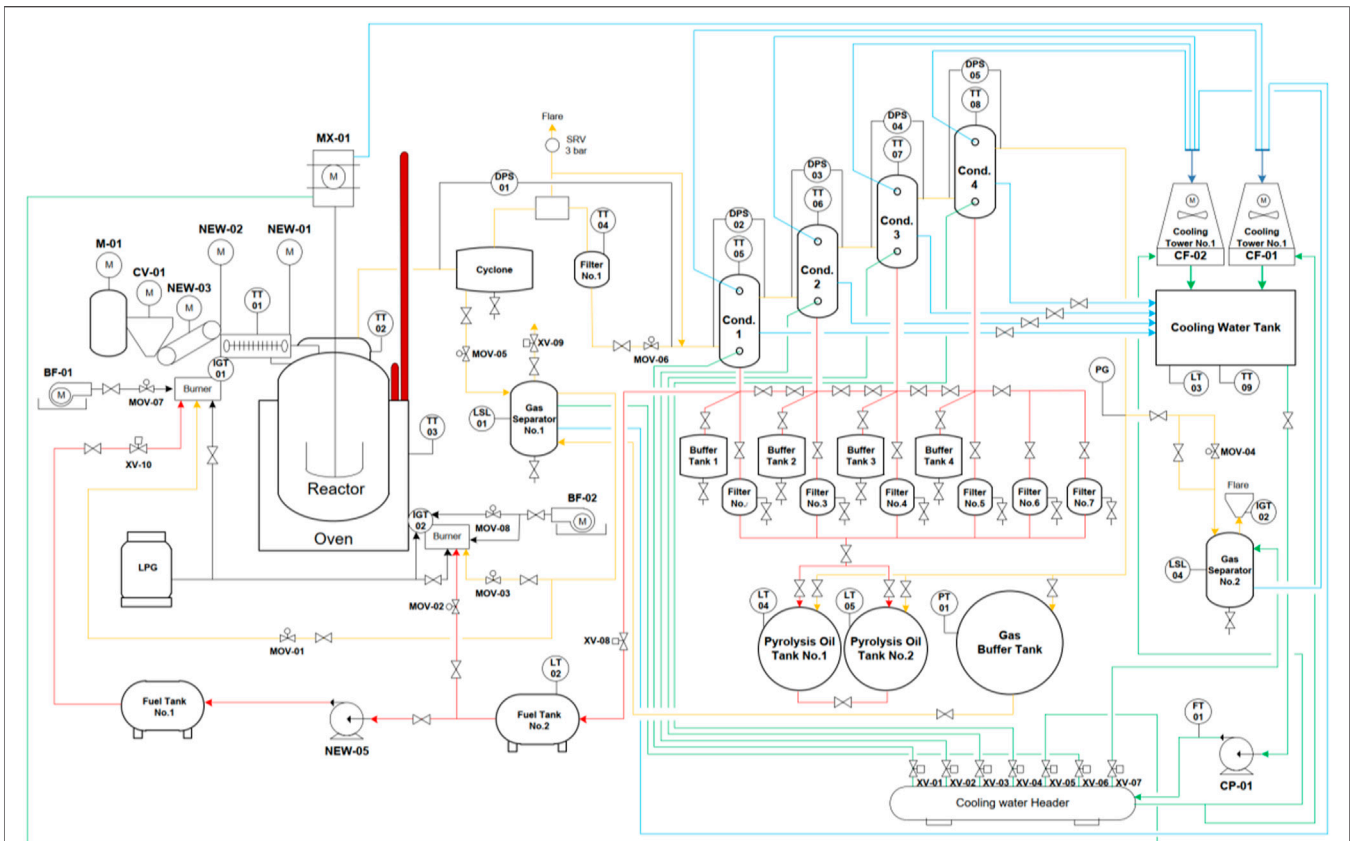 Flare
SRV
3 bar
MX-01
M
DPS
01
TT
04
NEW-02
NEW-01
M-01
M
M
M
CV-01
M
NEW-03
M
TT
01
Cyclone
Filter
No.1
TT
02
DPS
02
TT
05
Cond.
1
DPS
03
TT
06
Cond.
2
DPS
04
TT
07
Cond.
3
DPS
05
TT
08
Cond.
4
M
Cooling
Tower No.1
CF-02
M
Cooling
Tower No.1
CF-01
Cooling Water Tank
LT
03
TT
09
BF-01
M
MOV-07
IGT
01
Burner
MOV-05
XV-09
MOV-06
PG
LSL
01
Gas
Separator
No.1
TT
03
XV-10
Reactor
Oven
Buffer
Tank 1
Buffer
Tank 2
Buffer
Tank 3
Buffer
Tank 4
Filter
Filter
No.3
Filter
No.4
Filter
No.5
Filter
No.6
Filter
No.7
MOV-04
Flare
IGT
02
LSL
04
Gas
Separator
No.2
BF-02
M
IGT
02
MOV-08
Burner
LPG
MOV-02
MOV-03
MOV-01
XV-08
LT
04
Pyrolysis Oil
Tank No.1
LT
05
Pyrolysis Oil
Tank No.2
PT
01
Gas
Buffer Tank
Fuel Tank
No.1
NEW-05
LT
02
Fuel Tank
No.2
FT
01
CP-01
XV-01
XV-02
XV-03
XV-04
XV-05
XV-06
XV-07
Cooling water Header